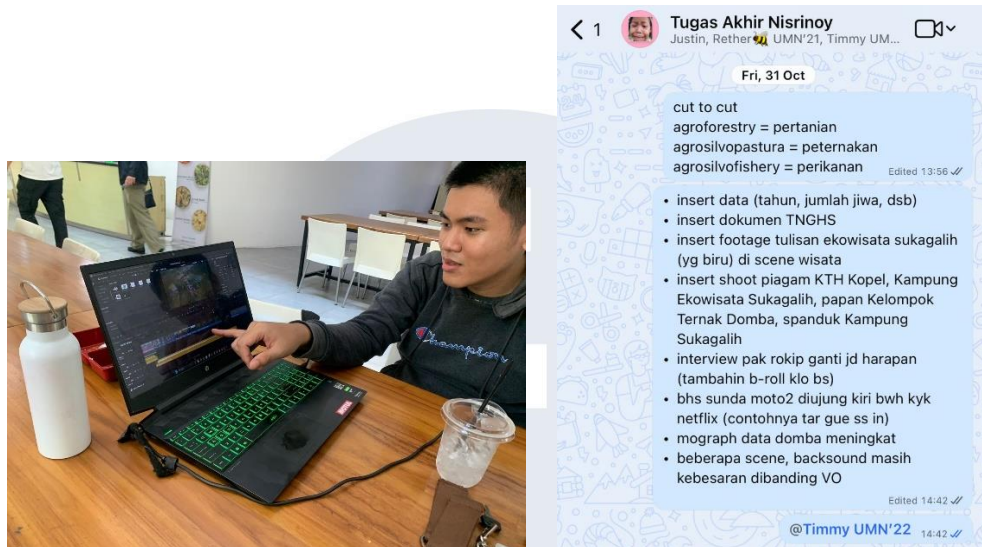 Champion
1
Tugas Akhir Nisrinoy
Justin, Rether🐝 UMN'21, Timmy UM...
Fri, 31 Oct
cut to cut
agroforestry = pertanian
agrosilvopastura = peternakan
agrosilvofishery = perikanan
Edited 13:56
• insert data (tahun, jumlah jiwa, dsb)
• insert dokumen TNGHS
• insert footage tulisan ekowisata sukagalih
(yg biru) di scene wisata
• insert shoot piagam KTH Kopel, Kampung
Ekowisata Sukagalih, papan Kelompok
Ternak Domba, spanduk Kampung
Sukagalih
• interview pak rokip ganti jd harapan
(tambahin b-roll klo bs)
• bhs sunda moto2 diujung kiri bwh kyk
netflix (contohnya tar gue ss in)
• mograph data domba meningkat
• beberapa scene, backsound masih
kebesaran dibanding VO
Edited 14:42
@Timmy UMN'22 14:42